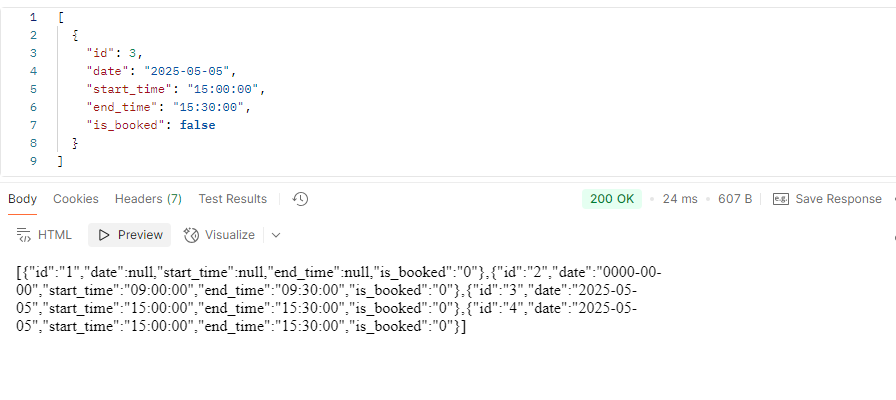 1 [
2 {
3 "id": 3,
4 "date": "2025-05-05",
5 "start_time": "15:00:00",
6 "end_time": "15:30:00",
7 "is_booked": false
8 }
9 ]
Body Cookies Headers (7) Test Results 200 OK • 24 ms • 607 B e.g. Save Response
HTML Preview Visualize
[{"id":"1","date":null,"start_time":null,"end_time":null,"is_booked":"0"},{"id":"2","date":"0000-00-
00","start_time":"09:00:00","end_time":"09:30:00","is_booked":"0"},{"id":"3","date":"2025-05-
05","start_time":"15:00:00","end_time":"15:30:00","is_booked":"0"},{"id":"4","date":"2025-05-
05","start_time":"15:00:00","end_time":"15:30:00","is_booked":"0"}]